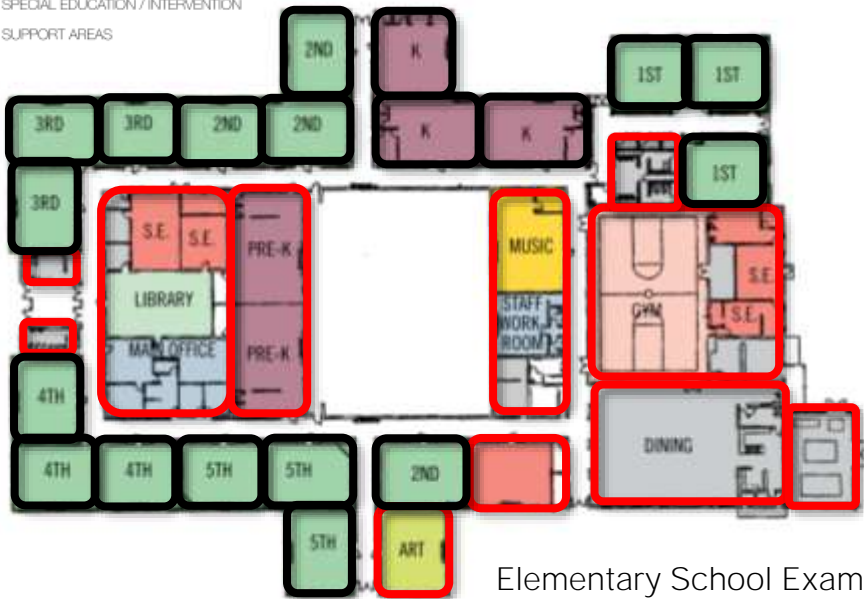 SPECIAL EDUCATION / INTERVENTION
SUPPORT AREAS
2ND
K
1ST
1ST
3RD
3RD
2ND
2ND
K
K
1ST
3RD
S.E.
S.E.
PRE-K
MUSIC
S.E.
LIBRARY
GYM
STAFF
WORK
ROOM
S.E.
MAIN OFFICE
PRE-K
4TH
4TH
4TH
5TH
5TH
2ND
DINING
5TH
ART
Elementary School Exam